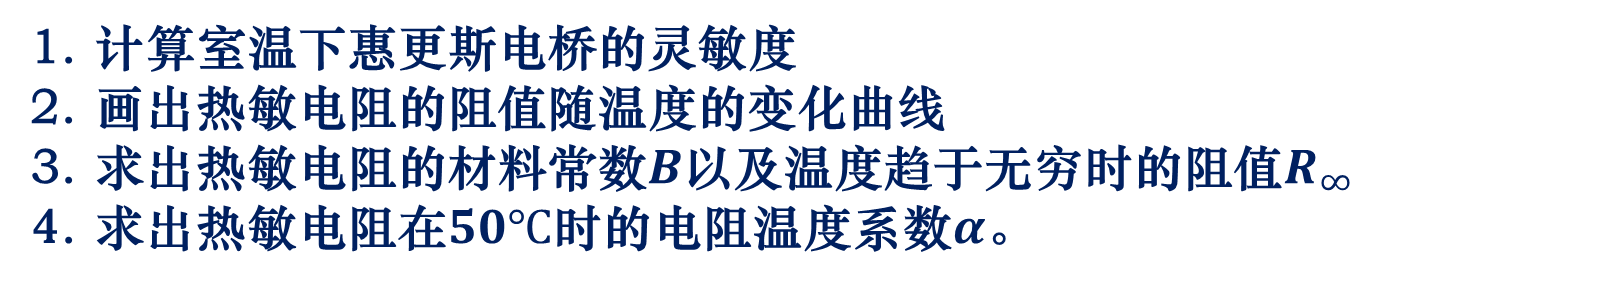 1. 计算室温下惠更斯电桥的灵敏度
2. 画出热敏电阻的阻值随温度的变化曲线
3. 求出热敏电阻的材料常数B以及温度趋于无穷时的阻值R∞。
4. 求出热敏电阻在50℃时的电阻温度系数α。